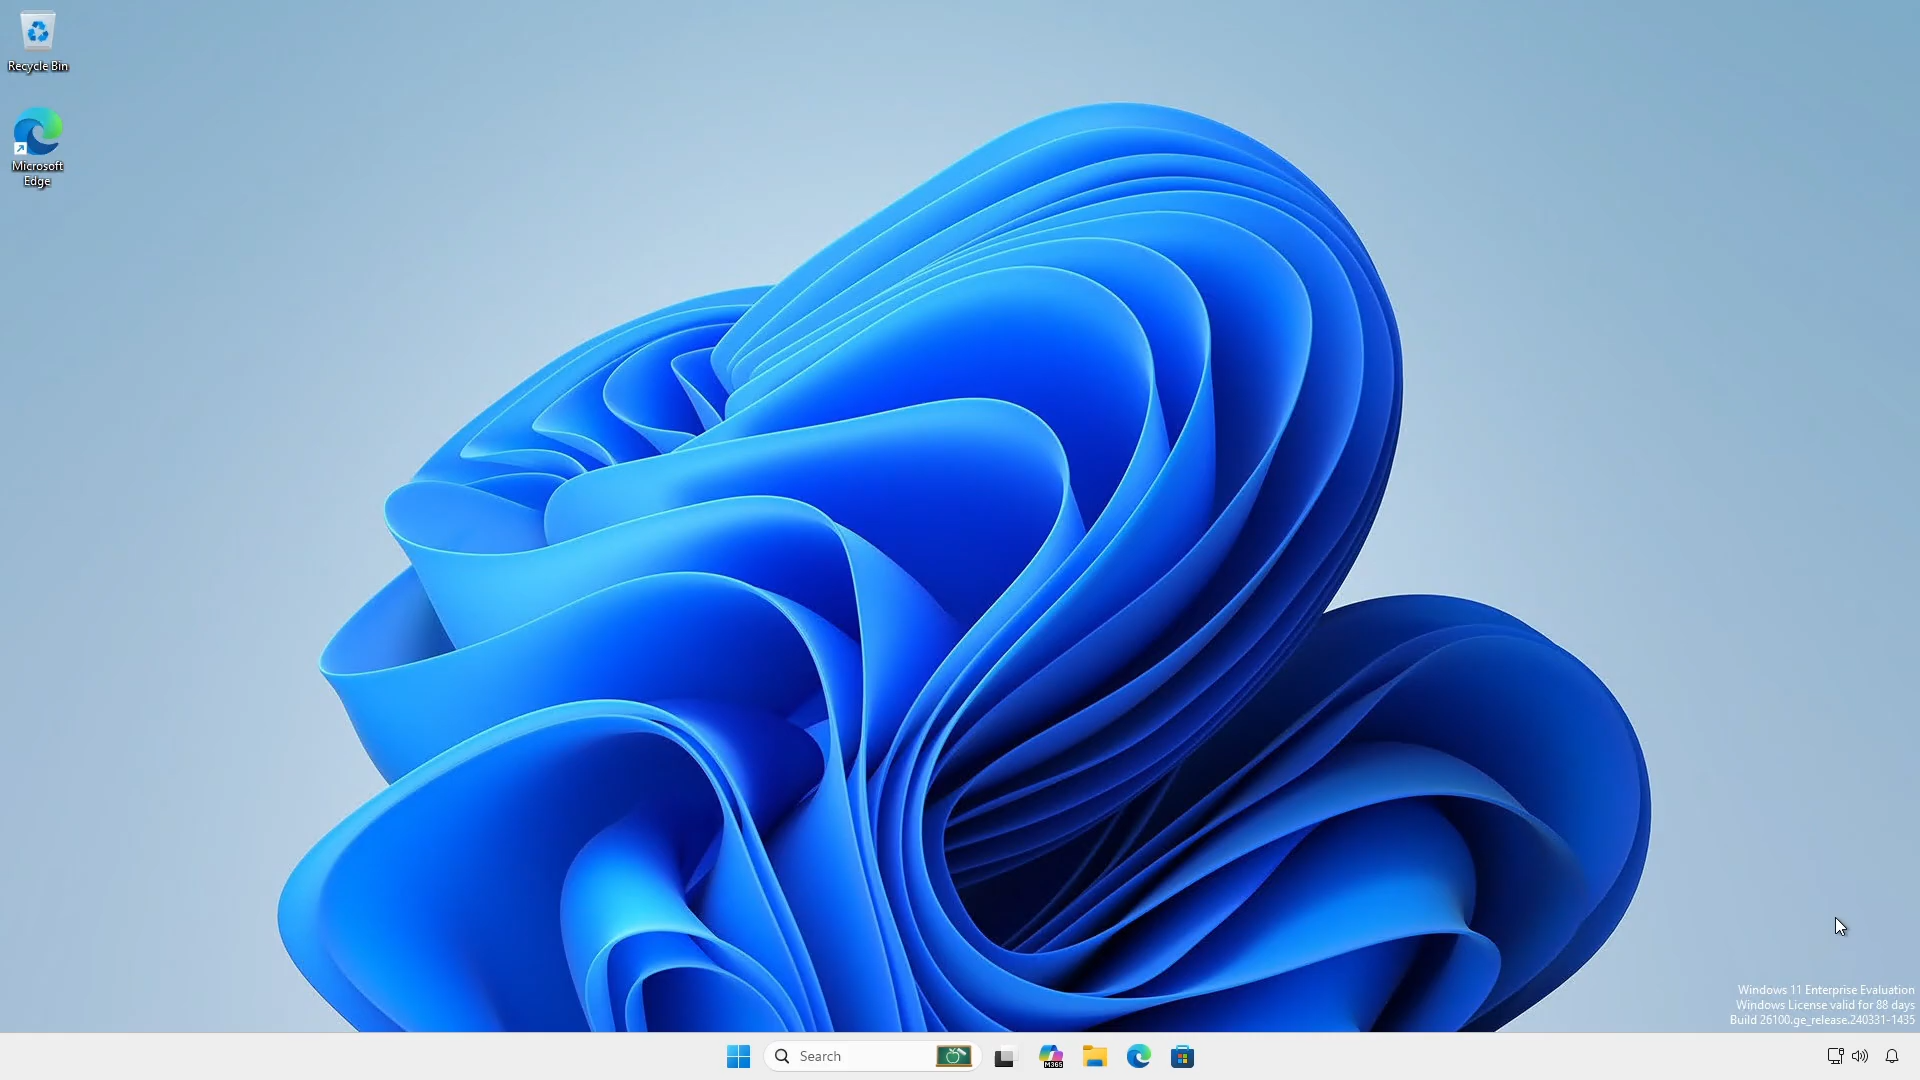 Recycle Bin
Microsoft
Edge
Windows 11 Enterprise Evaluation
Windows License valid for 88 days
Build 26100.ge_release.240331-1435
Search
M365